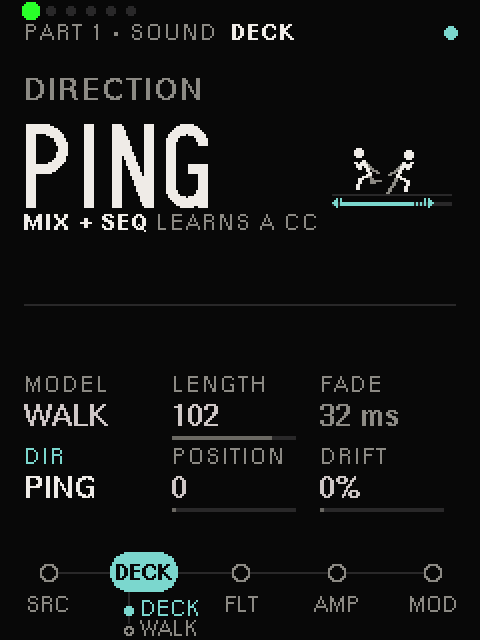 PART 1 · SOUND DECK
DIRECTION
PING
MIX + SEQ LEARNS A CC
MODEL LENGTH FADE
WALK 102 32 ms
DIR POSITION DRIFT
PING 0 0%
DECK
SRC DECK FLT AMP MOD
WALK